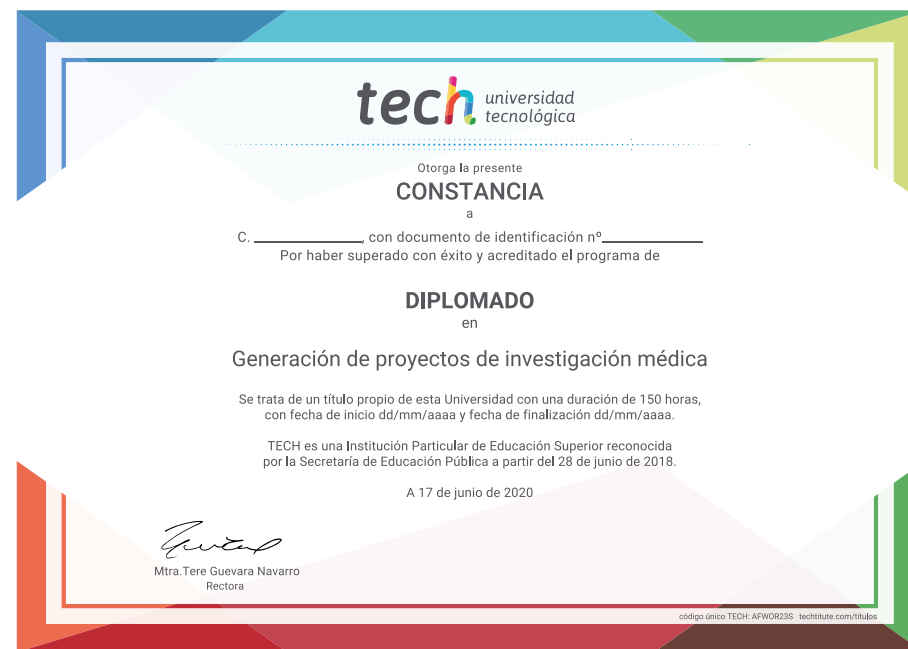 tech universidad
tecnológica
Otorga la presente
CONSTANCIA
a
C. ____________, con documento de identificación nº____________
Por haber superado con éxito y acreditado el programa de
DIPLOMADO
en
Generación de proyectos de investigación médica
Se trata de un título propio de esta Universidad con una duración de 150 horas,
con fecha de inicio dd/mm/aaaa y fecha de finalización dd/mm/aaaa.
TECH es una Institución Particular de Educación Superior reconocida
por la Secretaría de Educación Pública a partir del 28 de junio de 2018.
A 17 de junio de 2020
Mtra.Tere Guevara Navarro
Rectora
código único TECH: AFWOR23S techtitute.com/titulos